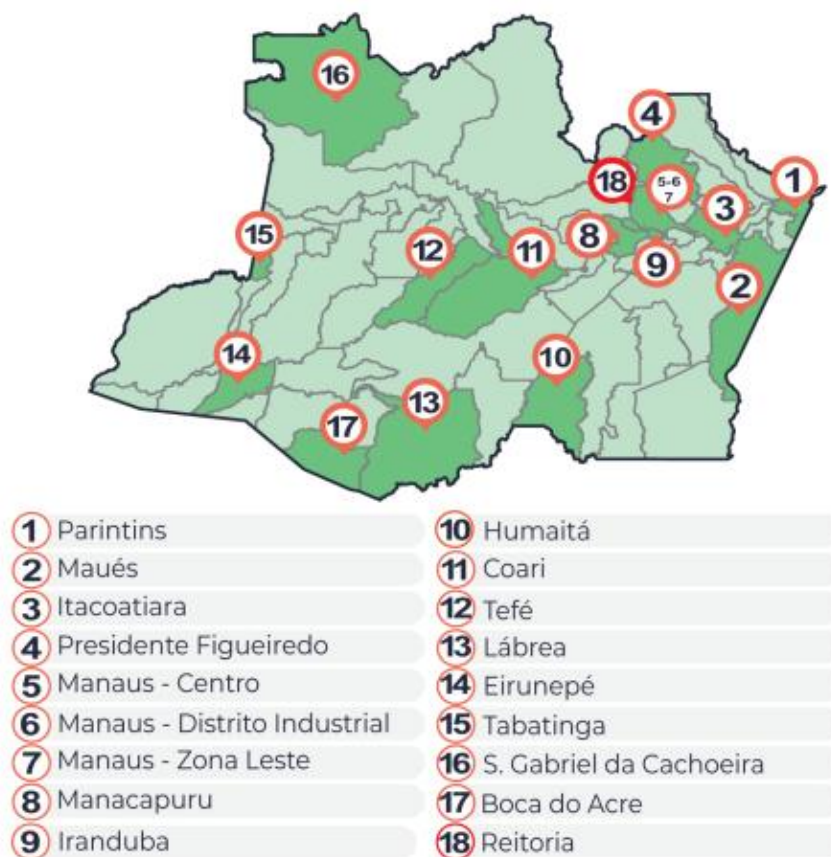 16
4
18
5-6
7
1
3
15
12
11
8
9
2
14
10
13
17
1 Parintins
2 Maués
3 Itacoatiara
4 Presidente Figueiredo
5 Manaus - Centro
6 Manaus - Distrito Industrial
7 Manaus - Zona Leste
8 Manacapuru
9 Iranduba
10 Humaitá
11 Coari
12 Tefé
13 Lábrea
14 Eirunepé
15 Tabatinga
16 S. Gabriel da Cachoeira
17 Boca do Acre
18 Reitoria